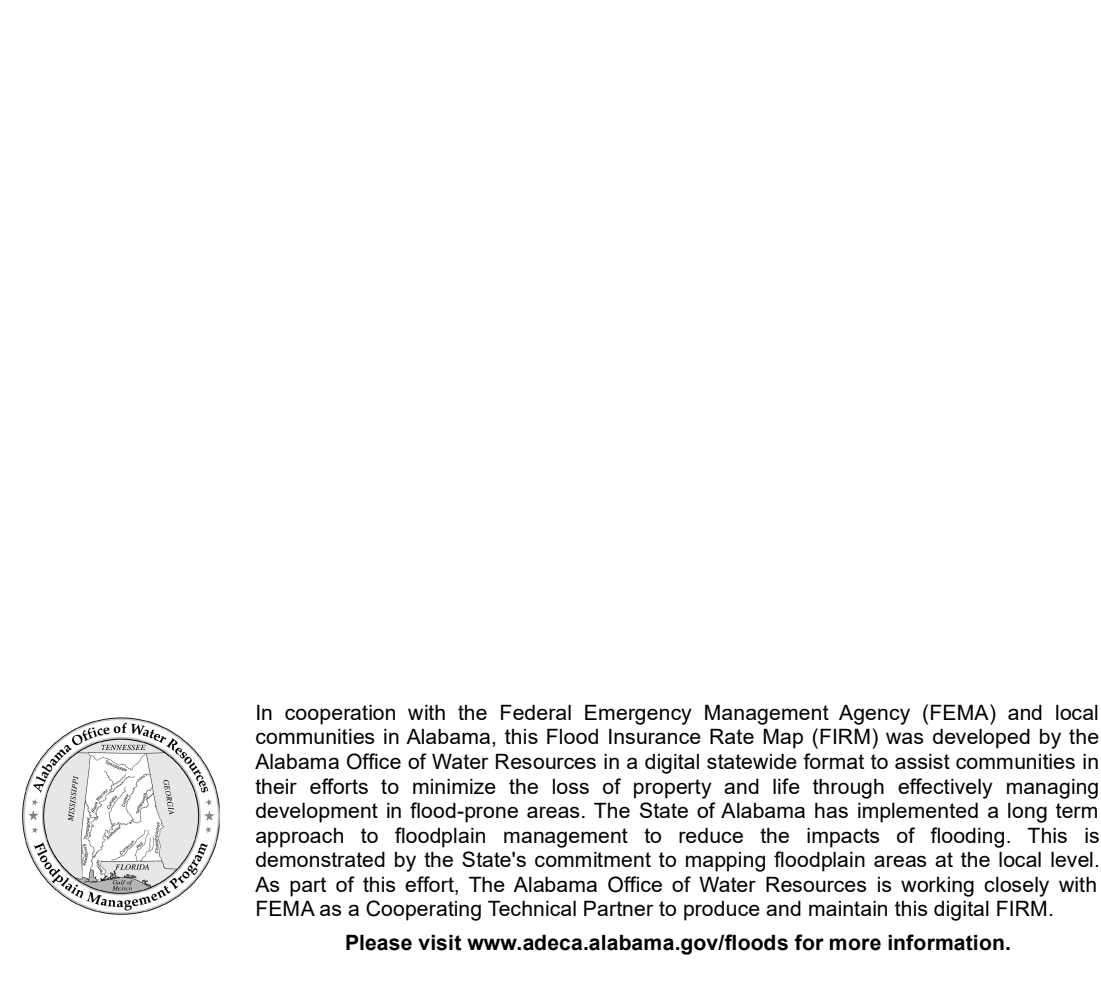 Alabama Office of Water Resources
TENNESSEE
MISSISSIPPI
GEORGIA
FLORIDA
Gulf of
Mexico
Floodplain Management Program
In cooperation with the Federal Emergency Management Agency (FEMA) and local
communities in Alabama, this Flood Insurance Rate Map (FIRM) was developed by the
Alabama Office of Water Resources in a digital statewide format to assist communities in
their efforts to minimize the loss of property and life through effectively managing
development in flood-prone areas. The State of Alabama has implemented a long term
approach to floodplain management to reduce the impacts of flooding. This is
demonstrated by the State's commitment to mapping floodplain areas at the local level.
As part of this effort, The Alabama Office of Water Resources is working closely with
FEMA as a Cooperating Technical Partner to produce and maintain this digital FIRM.
Please visit www.adeca.alabama.gov/floods for more information.